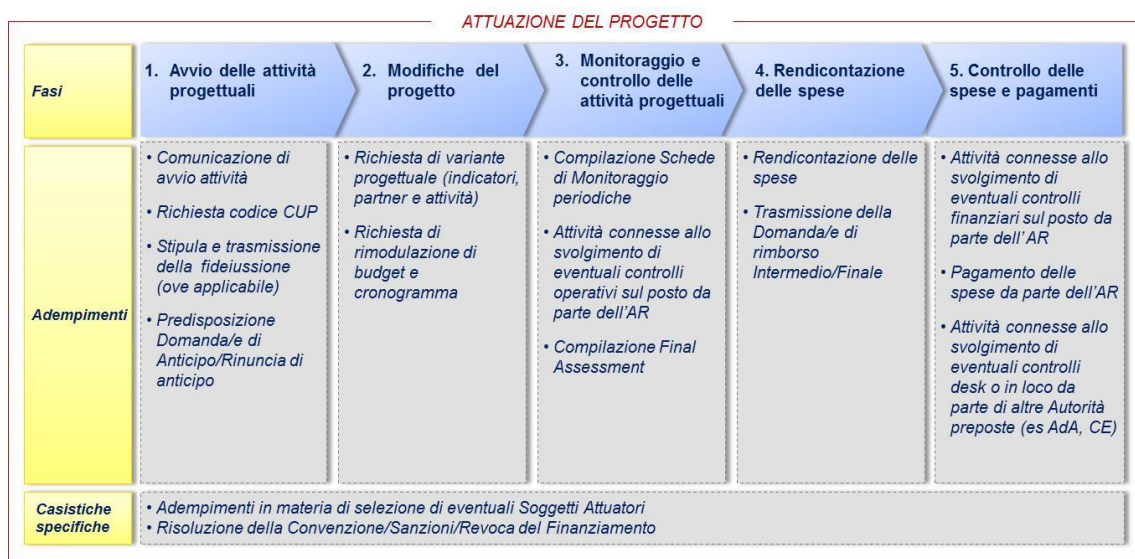 ATTUAZIONE DEL PROGETTO
Fasi
1. Avvio delle attività
progettuali
2. Modifiche del
progetto
3. Monitoraggio e
controllo delle
attività progettuali
4. Rendicontazione
delle spese
5. Controllo delle
spese e pagamenti
Adempimenti
• Comunicazione di
avvio attività
• Richiesta codice CUP
• Stipula e trasmissione
della fideiussione
(ove applicabile)
• Predisposizione
Domanda/e di
Anticipo/Rinuncia di
anticipo
• Richiesta di variante
progettuale (indicatori,
partner e attività)
• Richiesta di
rimodulazione di
budget e
cronogramma
• Compilazione Schede
di Monitoraggio
periodiche
• Attività connesse allo
svolgimento di
eventuali controlli
operativi sul posto da
parte dell'AR
• Compilazione Final
Assessment
• Rendicontazione delle
spese
• Trasmissione della
Domanda/e di
rimborso
Intermedio/Finale
• Attività connesse allo
svolgimento di
eventuali controlli
finanziari sul posto da
parte dell'AR
• Pagamento delle
spese da parte dell'AR
• Attività connesse allo
svolgimento di
eventuali controlli
desk o in loco da
parte di altre Autorità
preposte (es AdA, CE)
Casistiche
specifiche
• Adempimenti in materia di selezione di eventuali Soggetti Attuatori
• Risoluzione della Convenzione/Sanzioni/Revoca del Finanziamento